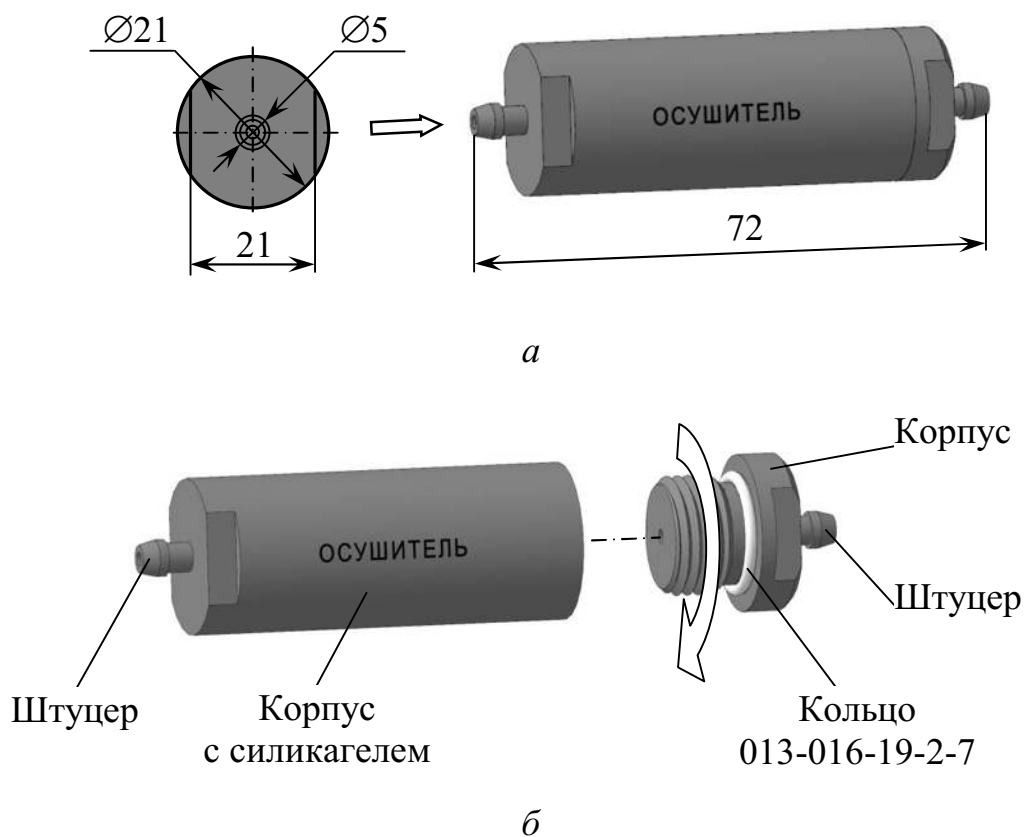 ∅21
∅5
ОСУШИТЕЛЬ
21
72
а
Корпус
ОСУШИТЕЛЬ
Штуцер
Штуцер
Корпус
с силикагелем
Кольцо
013-016-19-2-7
б